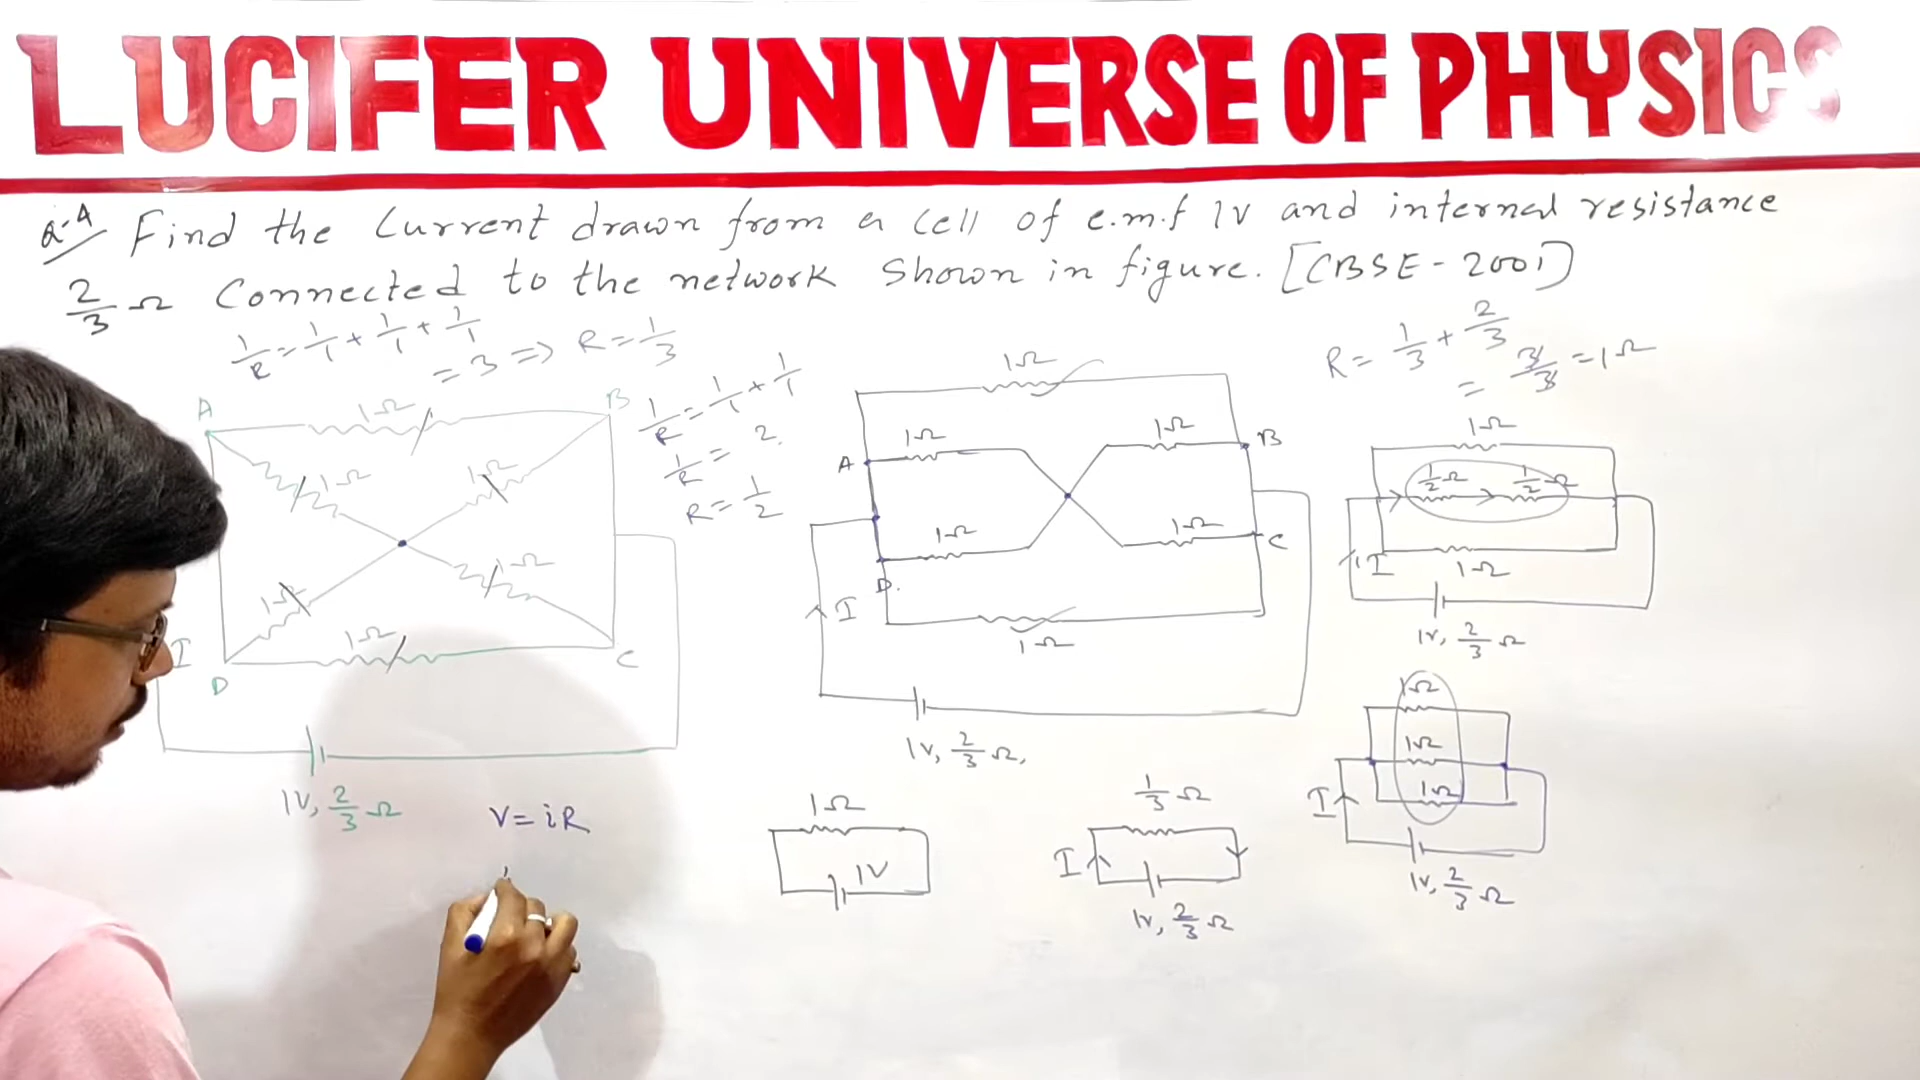 LUCIFER UNIVERSE OF PHYSICS
Q-4 Find the Current drawn from a Cell of e.m.f 1V and internal resistance
2/3 Ω Connected to the network Shown in figure. [CBSE-2001]
1/R = 1/1 + 1/1 + 1/1
= 3 => R = 1/3
1/R = 1/1 + 1/1
1/R = 2.
R = 1/2
R = 1/3 + 2/3
= 3/3 = 1Ω
A 1Ω B
1Ω 1Ω
1Ω 1Ω
I D 1Ω C
1V, 2/3 Ω
V = iR
1Ω
A 1Ω 1Ω B
1Ω 1Ω C
D.
I 1Ω
1V, 2/3 Ω,
1Ω
1/2Ω 1/2Ω
I 1Ω
1V, 2/3 Ω
1Ω
1Ω
I 1Ω
1V, 2/3 Ω
1/3 Ω
I
1V, 2/3 Ω
1Ω
1V